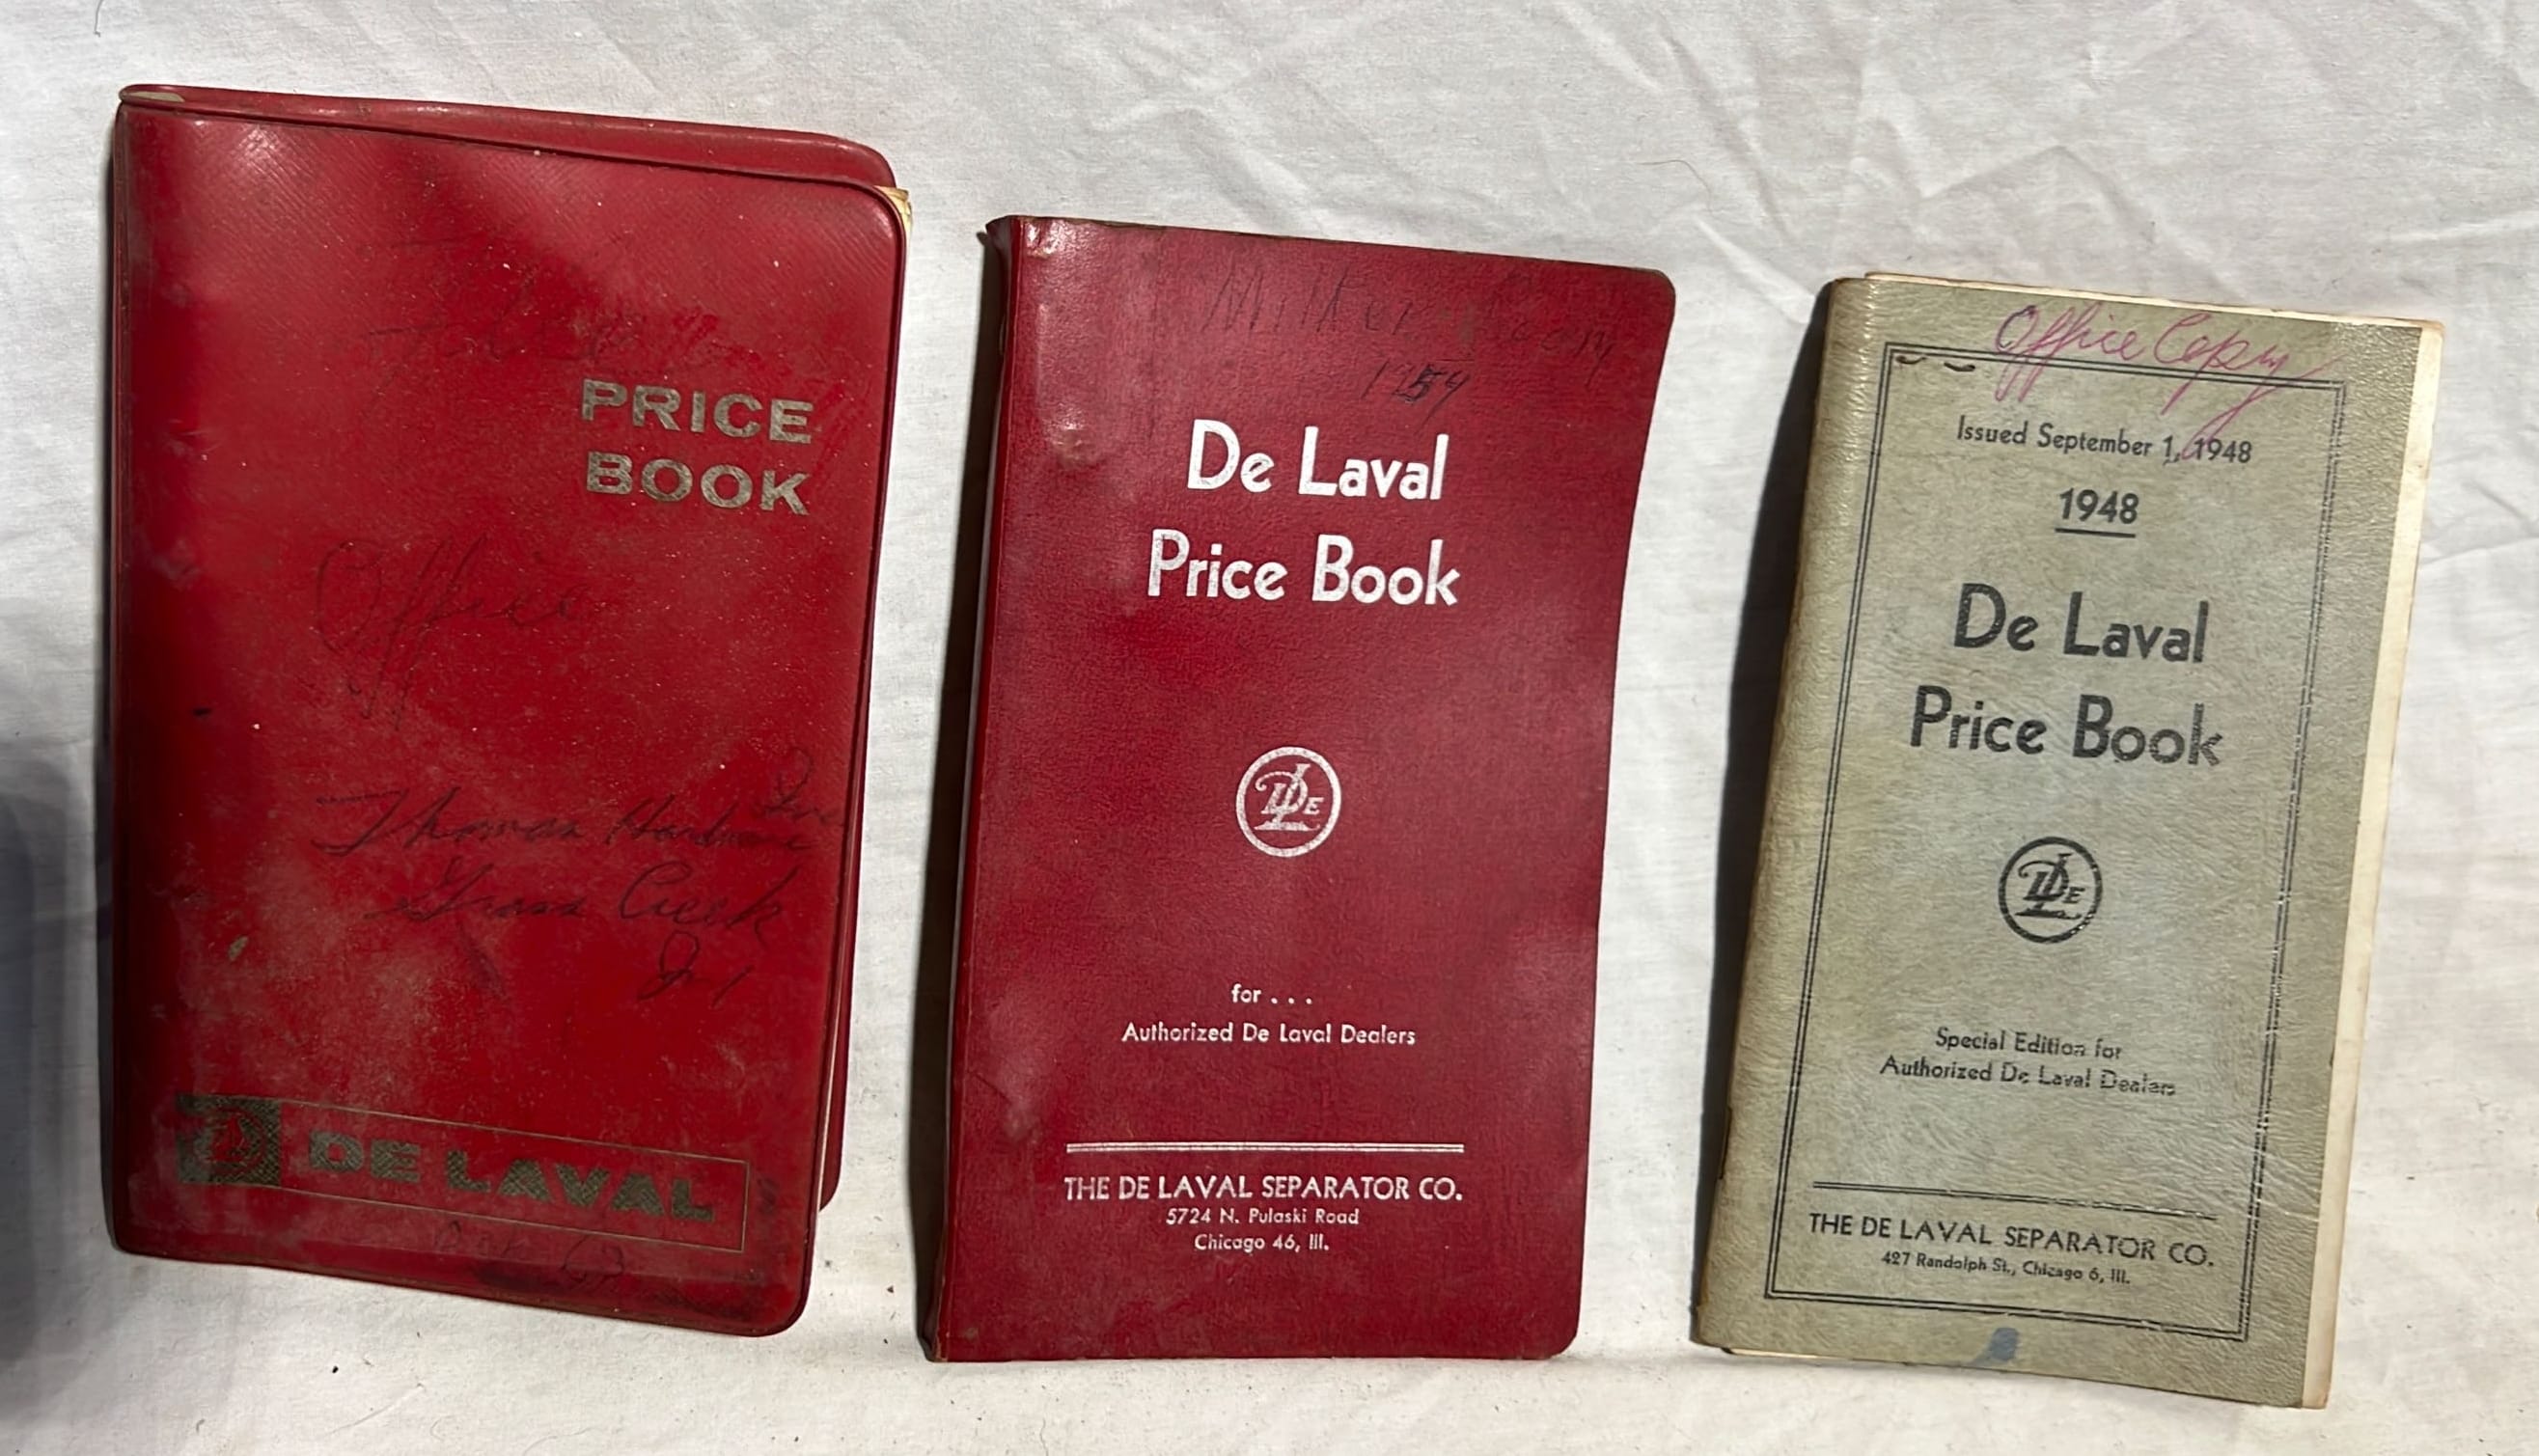 PRICE
BOOK
Office
Thomas Hardware
Grass Creek
DE LAVAL
Milker Room
1954
De Laval
Price Book
for . . .
Authorized De Laval Dealers
THE DE LAVAL SEPARATOR CO.
5724 N. Pulaski Road
Chicago 46, Ill.
Office Copy
Issued September 1, 1948
1948
De Laval
Price Book
Special Edition for
Authorized De Laval Dealers
THE DE LAVAL SEPARATOR CO.
427 Randolph St., Chicago 6, Ill.